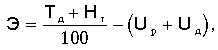 Э = (Тд + Нт)/100 − (Uр + Uд),